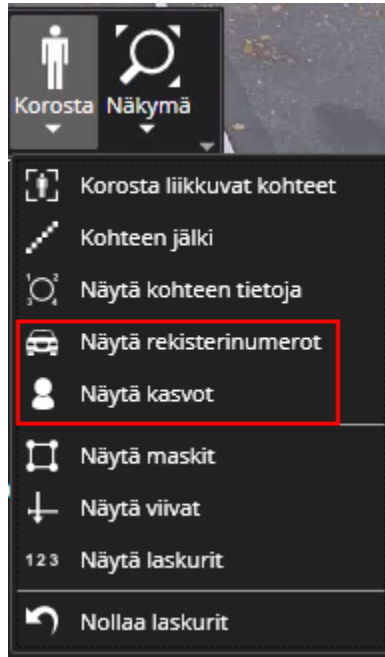 Korosta Näkymä
Korosta liikkuvat kohteet
Kohteen jälki
Näytä kohteen tietoja
Näytä rekisterinumerot
Näytä kasvot
Näytä maskit
Näytä viivat
123 Näytä laskurit
Nollaa laskurit